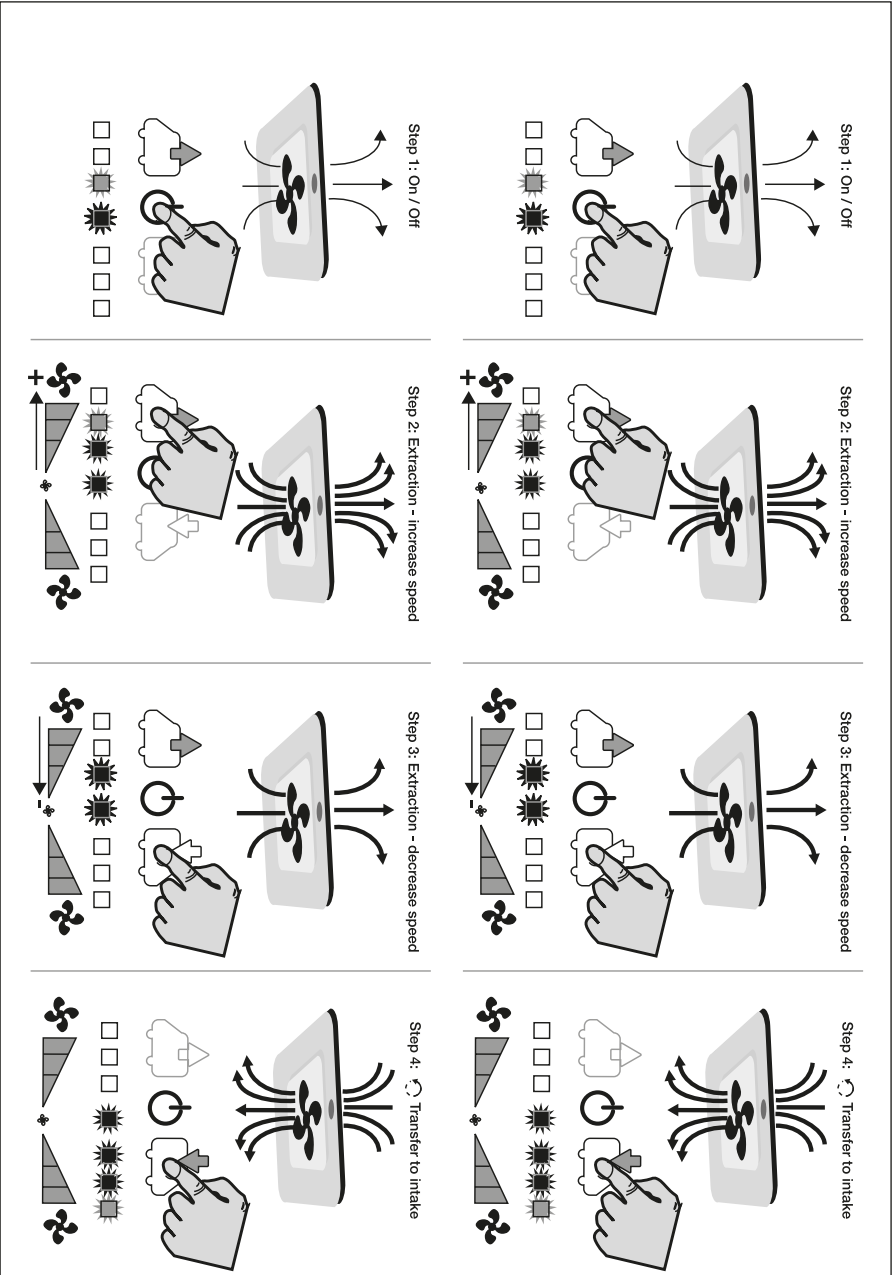 Step 1: On / Off
Step 2: Extraction - increase speed
+
Step 3: Extraction - decrease speed
-
Step 4: Transfer to intake
Step 1: On / Off
Step 2: Extraction - increase speed
+
Step 3: Extraction - decrease speed
-
Step 4: Transfer to intake